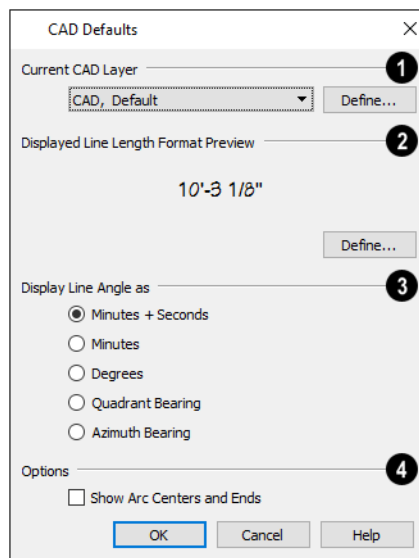 CAD Defaults
Current CAD Layer 1
CAD, Default Define...
Displayed Line Length Format Preview 2
10'-3 1/8"
Define...
Display Line Angle as 3
Minutes + Seconds
Minutes
Degrees
Quadrant Bearing
Azimuth Bearing
Options 4
Show Arc Centers and Ends
OK Cancel Help